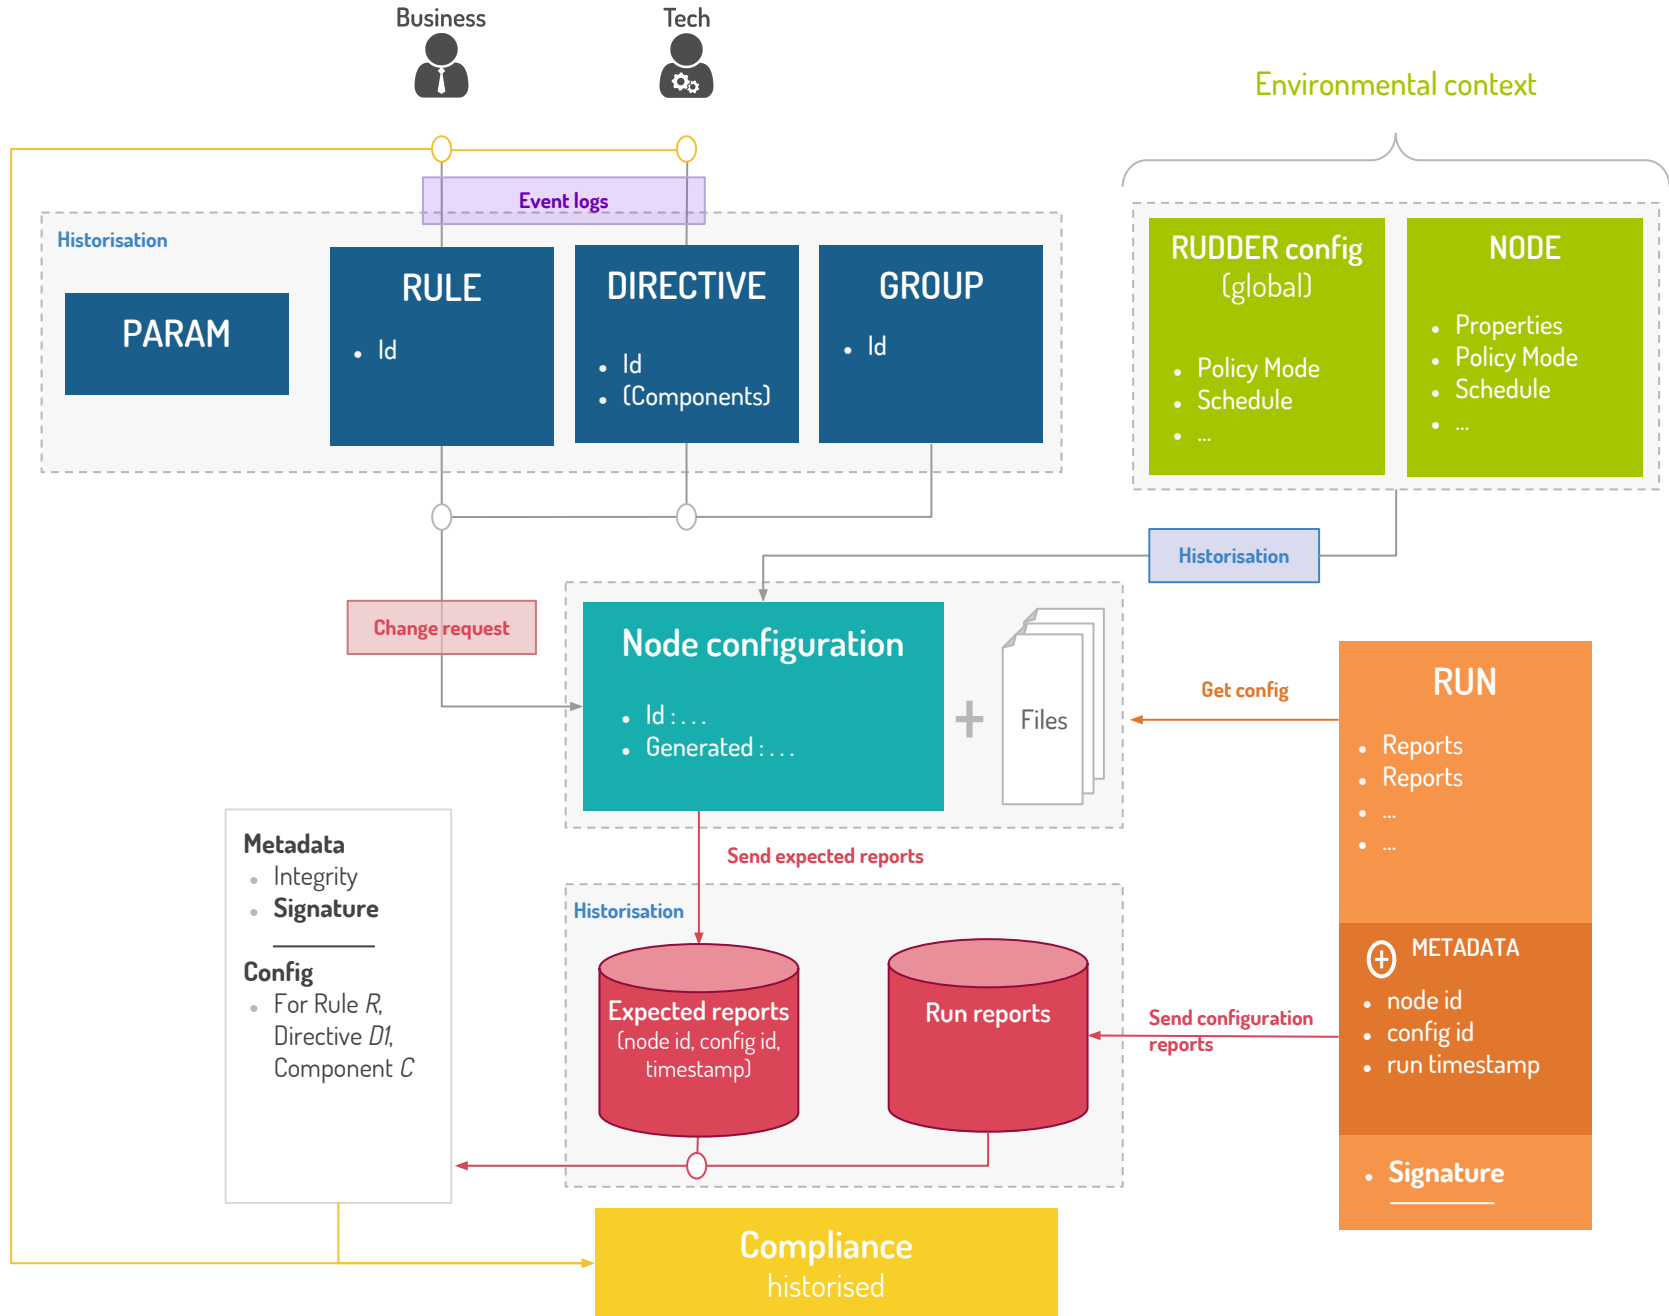 Business
Tech
Environmental context
Event logs
Historisation
PARAM
RULE
• Id
DIRECTIVE
• Id
• (Components)
GROUP
• Id
RUDDER config
(global)
• Policy Mode
• Schedule
• ...
NODE
• Properties
• Policy Mode
• Schedule
• ...
Historisation
Change request
Node configuration
• Id : . . .
• Generated : . . .
+
Files
Get config
RUN
• Reports
• Reports
• ...
• ...
METADATA
• node id
• config id
• run timestamp
• Signature
Send expected reports
Metadata
• Integrity
• Signature
Config
• For Rule R,
Directive D1,
Component C
Historisation
Expected reports
(node id, config id,
timestamp)
Run reports
Send configuration
reports
Compliance
historised